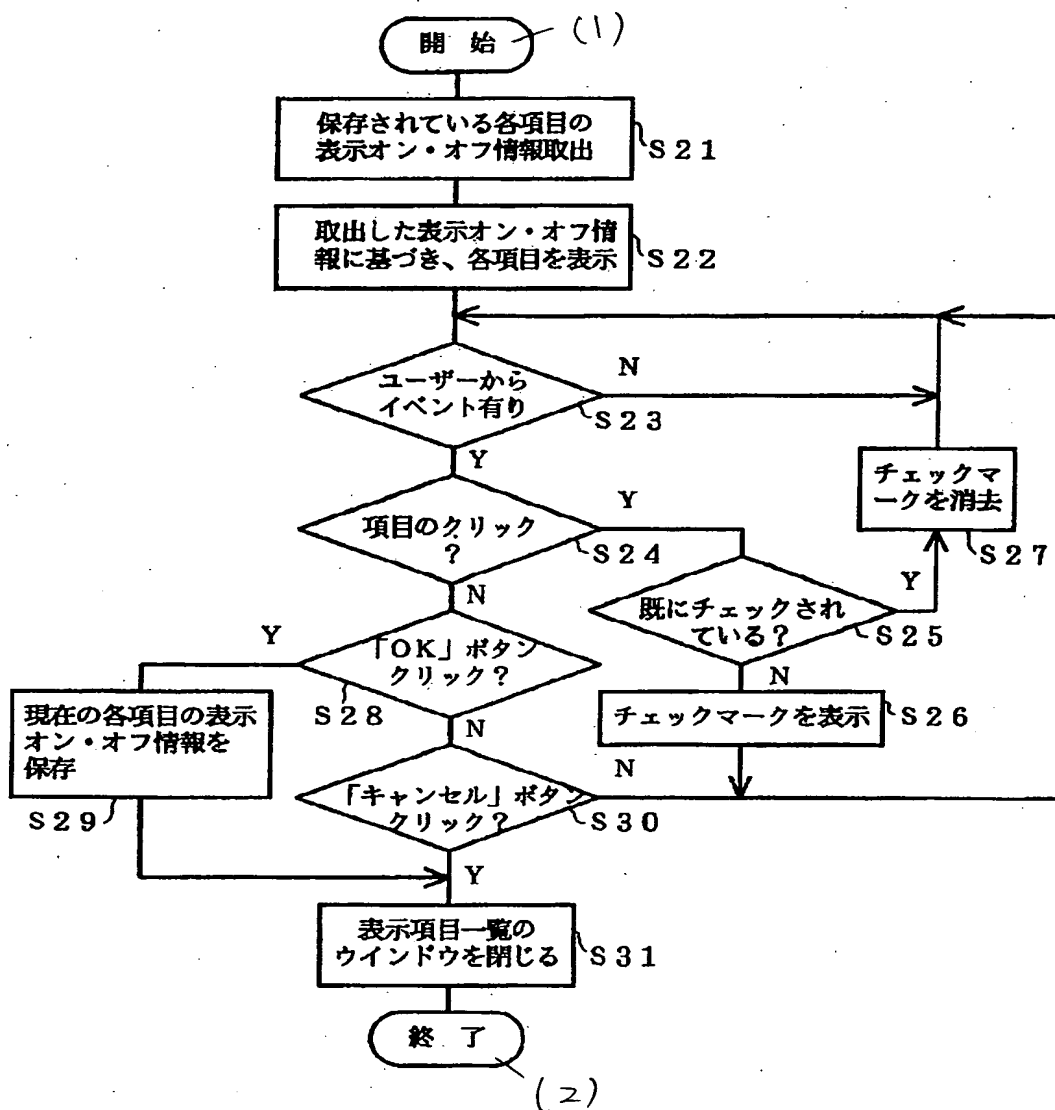 開 始
(1)
保存されている各項目の
表示オン・オフ情報取出
S21
取出した表示オン・オフ情
報に基づき、各項目を表示
S22
ユーザーから
イベント有り
N
S23
Y
チェックマ
ークを消去
S27
項目のクリック
?
Y
S24
N
既にチェックされ
ている?
Y
S25
N
「OK」ボタン
クリック?
Y
S28
N
チェックマークを表示
S26
現在の各項目の表示
オン・オフ情報を
保存
S29
「キャンセル」ボタン
クリック?
N
S30
Y
表示項目一覧の
ウインドウを閉じる
S31
終 了
(2)